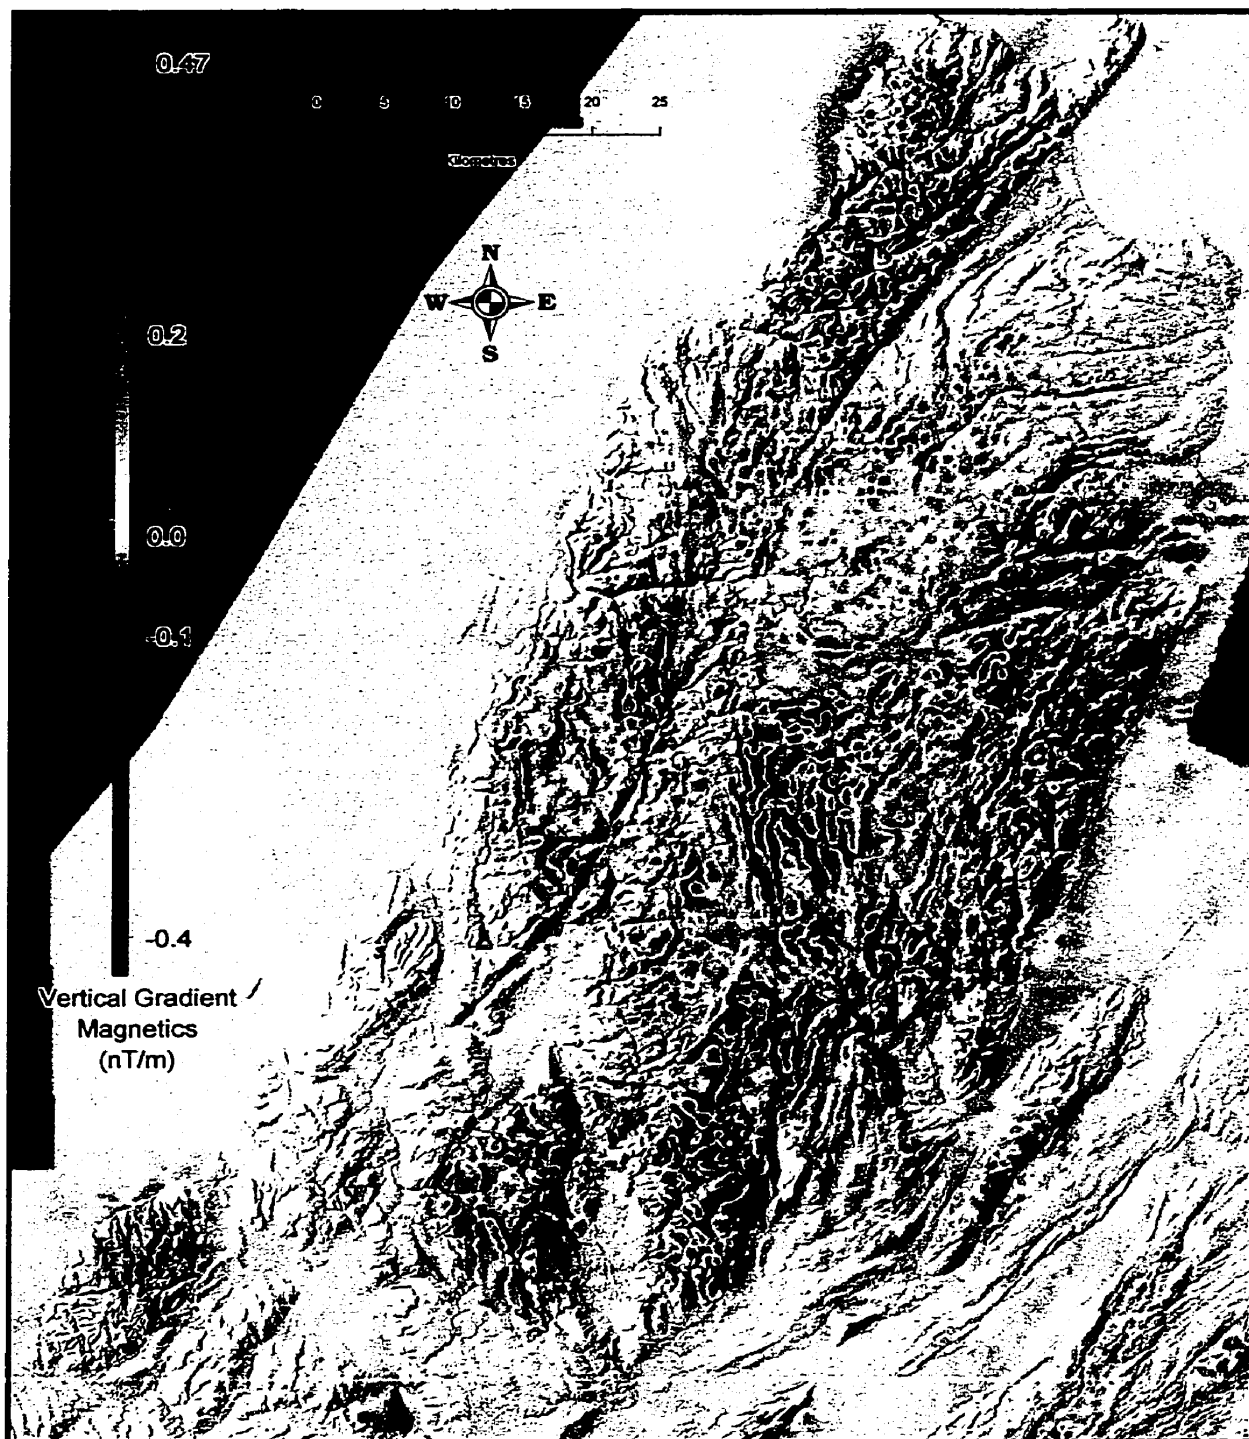 0.47
0 5 10 15 20 25
Kilometres
N
W E
S
0.2
0.0
-0.1
-0.4
Vertical Gradient
Magnetics
(nT/m)